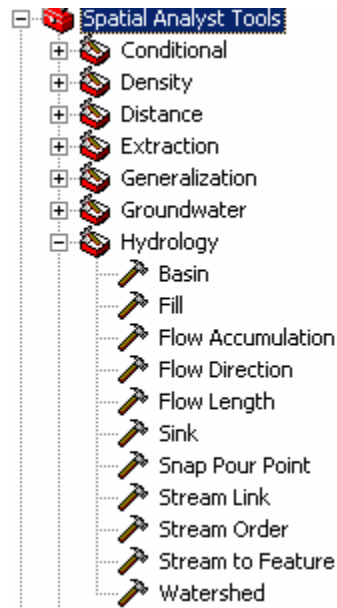 Spatial Analyst Tools
Conditional
Density
Distance
Extraction
Generalization
Groundwater
Hydrology
Basin
Fill
Flow Accumulation
Flow Direction
Flow Length
Sink
Snap Pour Point
Stream Link
Stream Order
Stream to Feature
Watershed